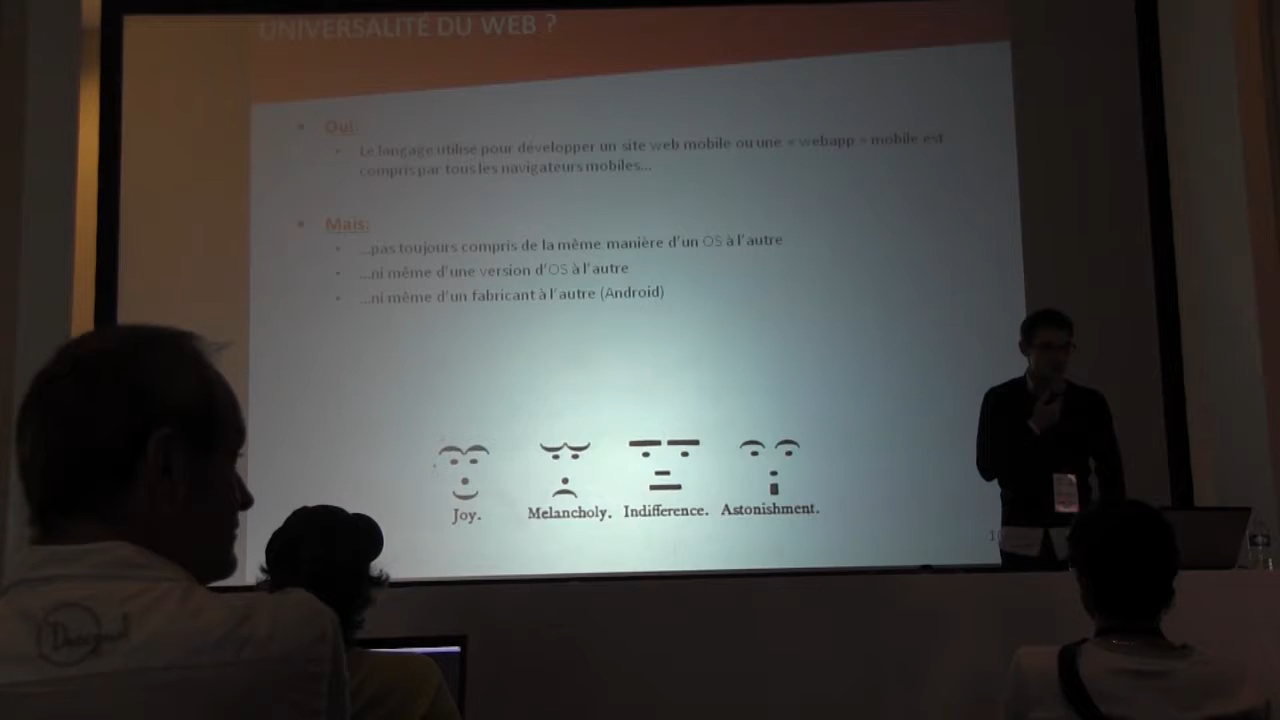 UNIVERSALITÉ DU WEB ?
Oui:
Le langage utilisé pour développer un site web mobile ou une « webapp » mobile est
compris par tous les navigateurs mobiles...
Mais:
...pas toujours compris de la même manière d'un OS à l'autre
...ni même d'une version d'OS à l'autre
...ni même d'un fabricant à l'autre (Android)
Joy. Melancholy. Indifference. Astonishment.